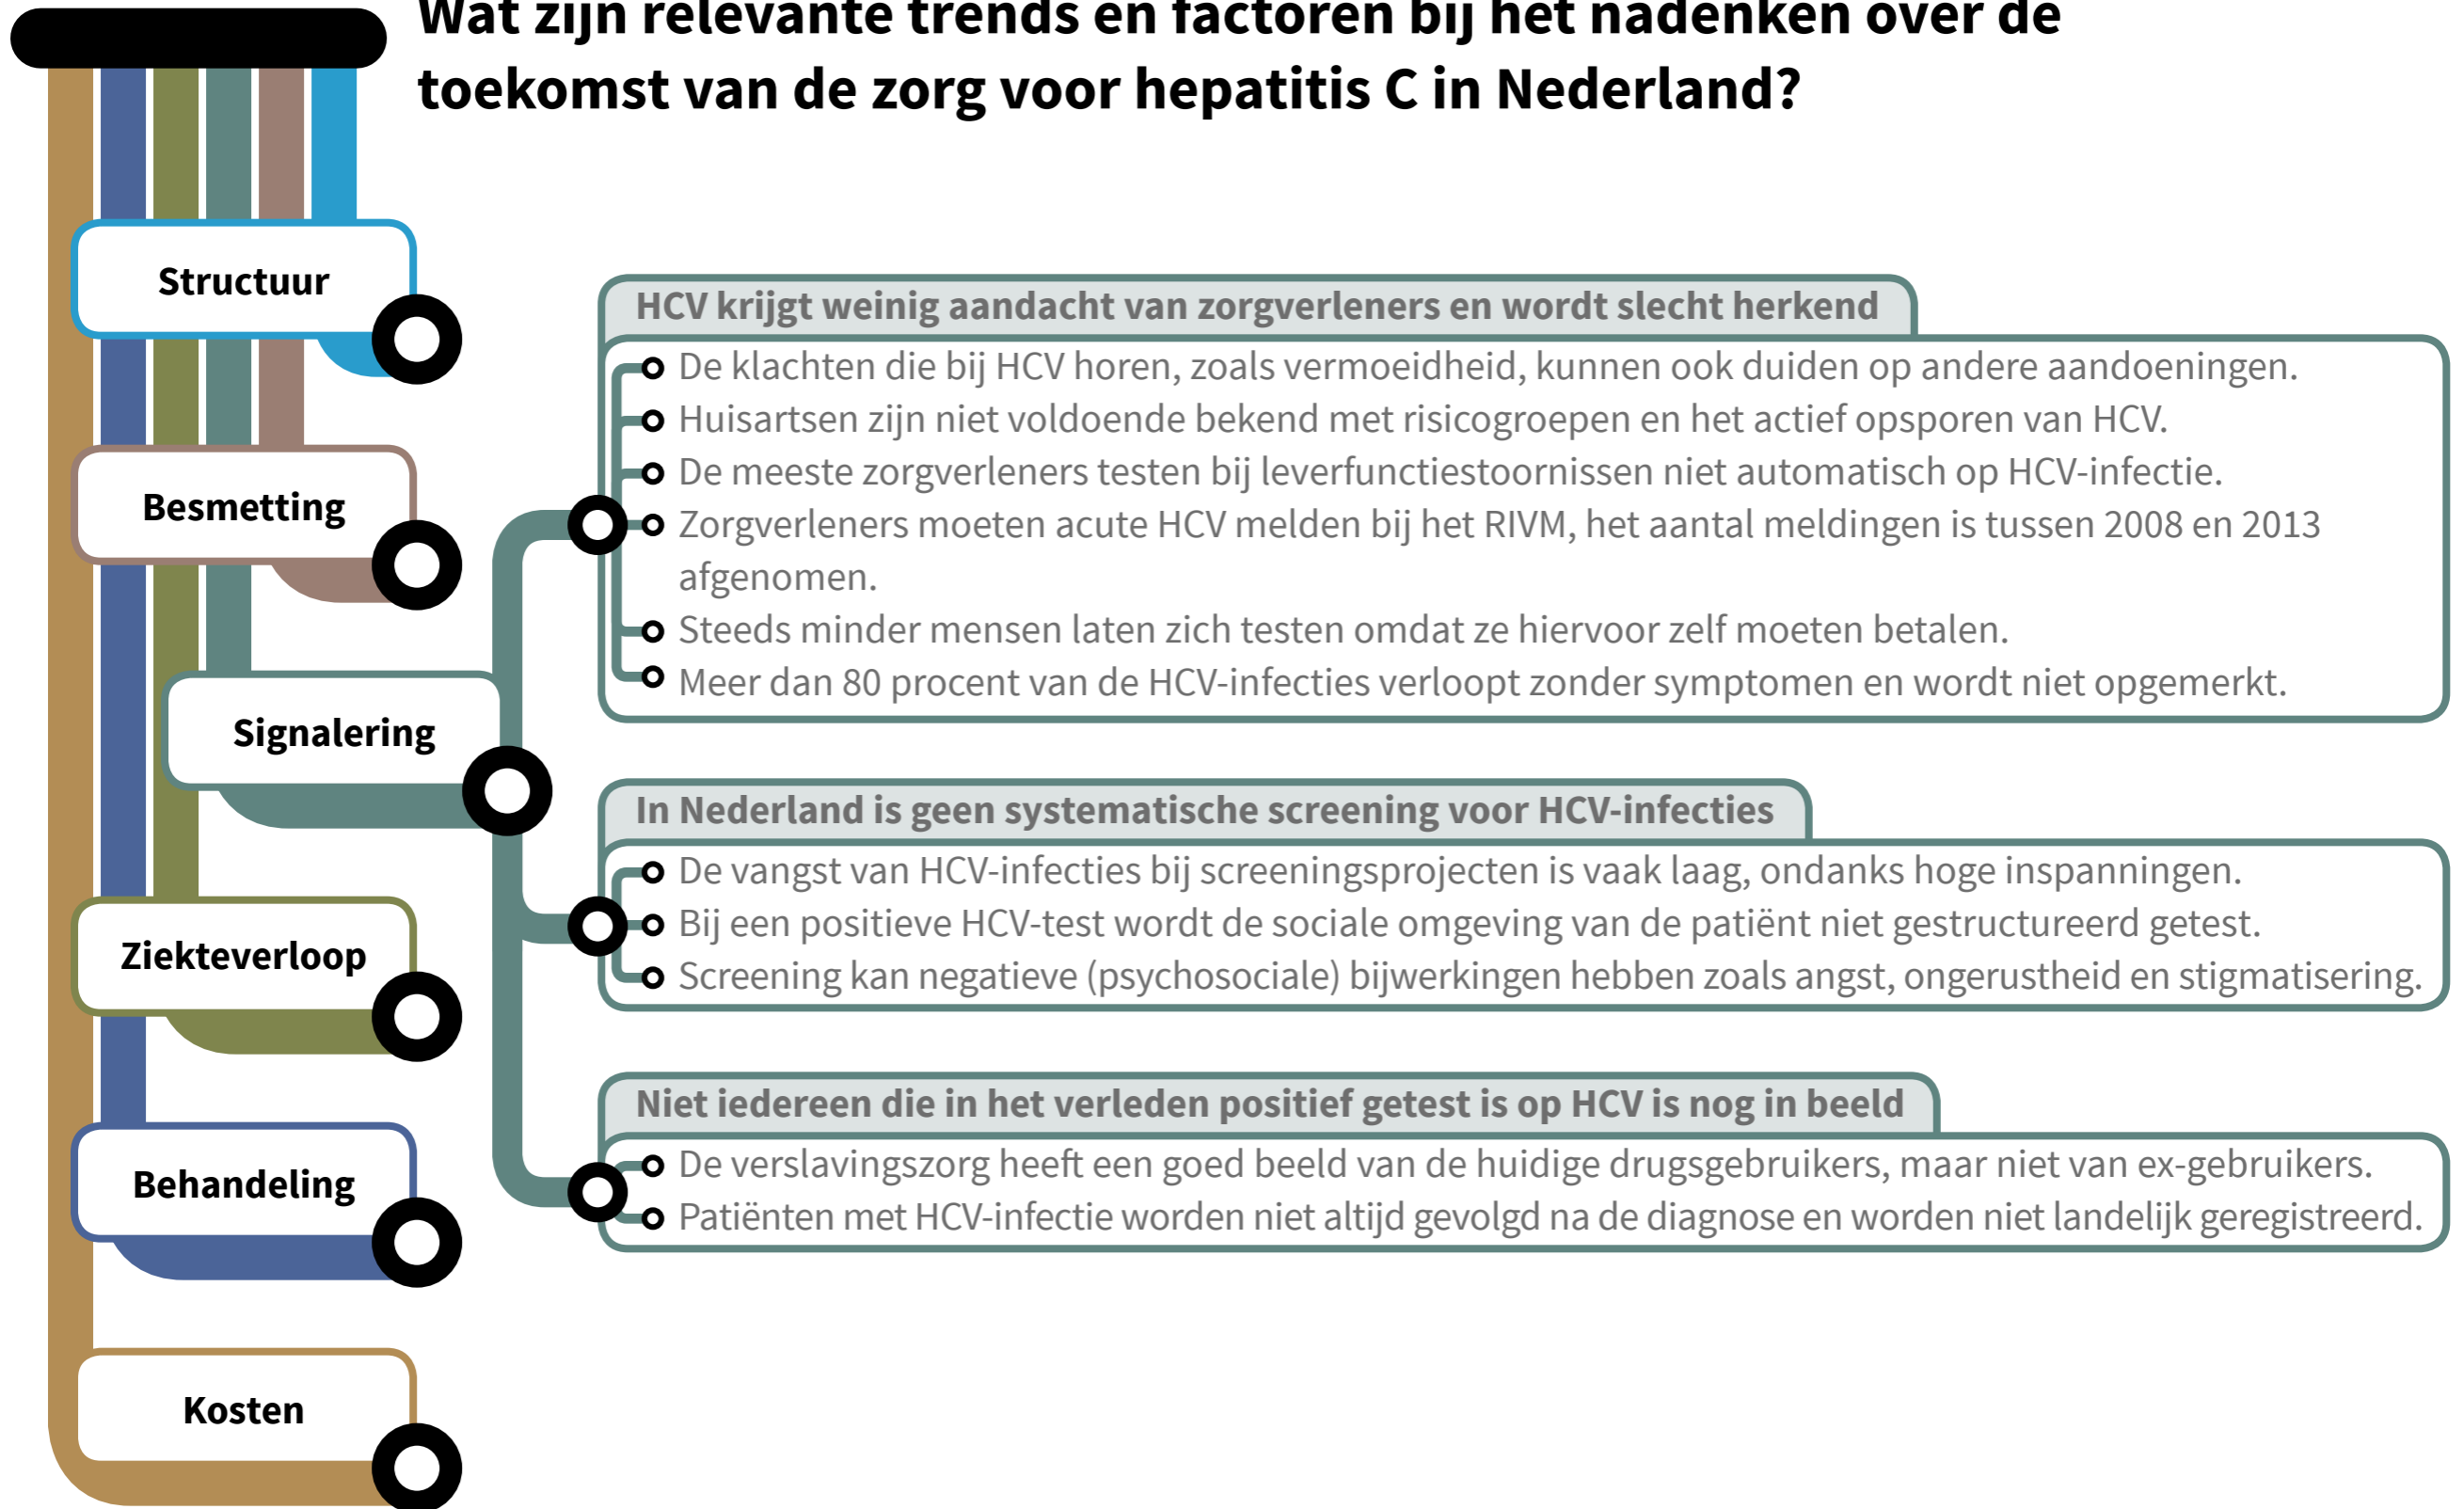 Wat zijn relevante trends en factoren bij het nadenken over de
toekomst van de zorg voor hepatitis C in Nederland?
Structuur
Besmetting
Signalering
HCV krijgt weinig aandacht van zorgverleners en wordt slecht herkend
De klachten die bij HCV horen, zoals vermoeidheid, kunnen ook duiden op andere aandoeningen.
Huisartsen zijn niet voldoende bekend met risicogroepen en het actief opsporen van HCV.
De meeste zorgverleners testen bij leverfunctiestoornissen niet automatisch op HCV-infectie.
Zorgverleners moeten acute HCV melden bij het RIVM, het aantal meldingen is tussen 2008 en 2013
afgenomen.
Steeds minder mensen laten zich testen omdat ze hiervoor zelf moeten betalen.
Meer dan 80 procent van de HCV-infecties verloopt zonder symptomen en wordt niet opgemerkt.
In Nederland is geen systematische screening voor HCV-infecties
De vangst van HCV-infecties bij screeningsprojecten is vaak laag, ondanks hoge inspanningen.
Bij een positieve HCV-test wordt de sociale omgeving van de patiënt niet gestructureerd getest.
Screening kan negatieve (psychosociale) bijwerkingen hebben zoals angst, ongerustheid en stigmatisering.
Niet iedereen die in het verleden positief getest is op HCV is nog in beeld
De verslavingszorg heeft een goed beeld van de huidige drugsgebruikers, maar niet van ex-gebruikers.
Patiënten met HCV-infectie worden niet altijd gevolgd na de diagnose en worden niet landelijk geregistreerd.
Ziekteverloop
Behandeling
Kosten